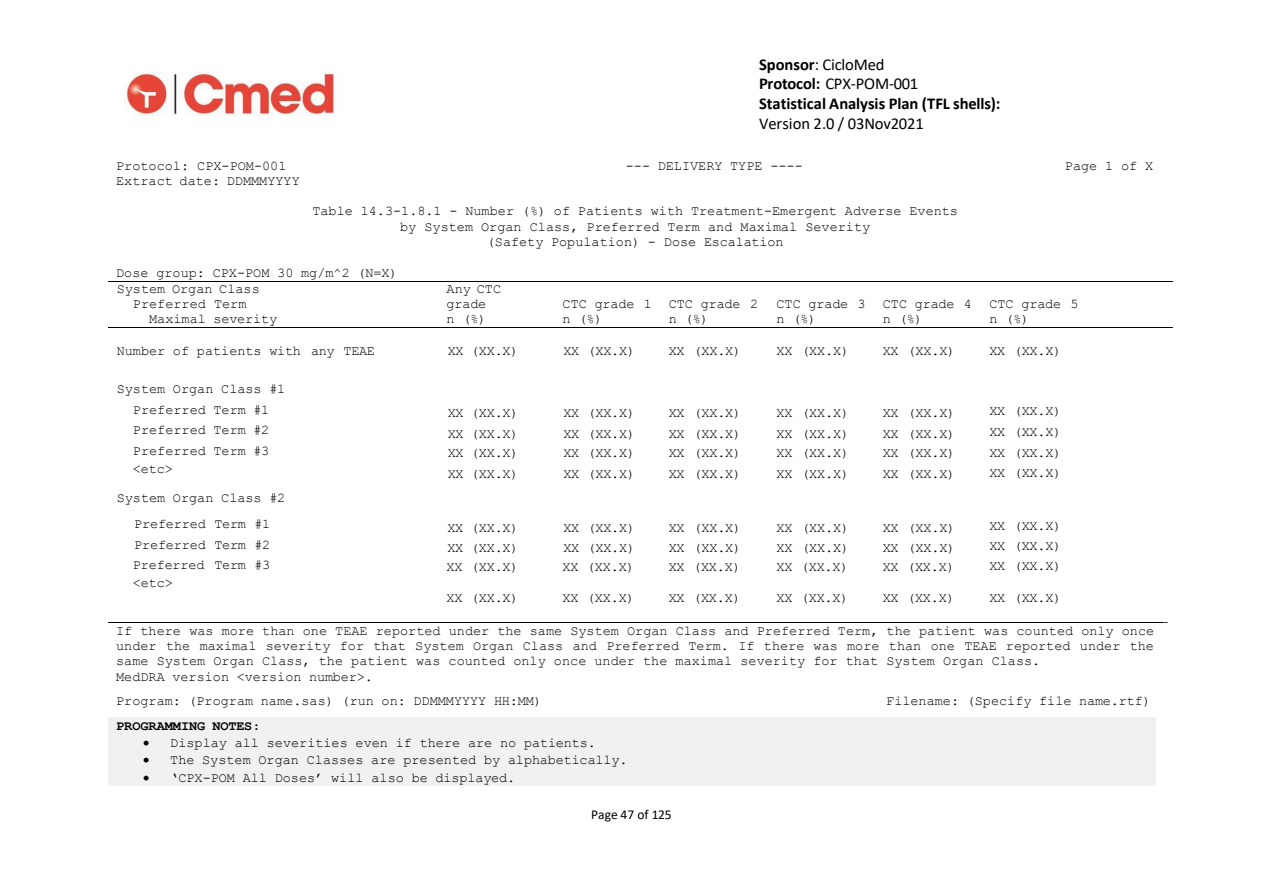 Cmed
Sponsor: CicloMed
Protocol: CPX-POM-001
Statistical Analysis Plan (TFL shells):
Version 2.0 / 03Nov2021
Protocol: CPX-POM-001 --- DELIVERY TYPE ---- Page 1 of X
Extract date: DDMMMYYYY
Table 14.3-1.8.1 - Number (%) of Patients with Treatment-Emergent Adverse Events
by System Organ Class, Preferred Term and Maximal Severity
(Safety Population) - Dose Escalation
Dose group: CPX-POM 30 mg/m^2 (N=X)
System Organ Class Any CTC
Preferred Term grade CTC grade 1 CTC grade 2 CTC grade 3 CTC grade 4 CTC grade 5
Maximal severity n (%) n (%) n (%) n (%) n (%) n (%)
Number of patients with any TEAE XX (XX.X) XX (XX.X) XX (XX.X) XX (XX.X) XX (XX.X) XX (XX.X)
System Organ Class #1
Preferred Term #1 XX (XX.X) XX (XX.X) XX (XX.X) XX (XX.X) XX (XX.X) XX (XX.X)
Preferred Term #2 XX (XX.X) XX (XX.X) XX (XX.X) XX (XX.X) XX (XX.X) XX (XX.X)
Preferred Term #3 XX (XX.X) XX (XX.X) XX (XX.X) XX (XX.X) XX (XX.X) XX (XX.X)
<etc> XX (XX.X) XX (XX.X) XX (XX.X) XX (XX.X) XX (XX.X) XX (XX.X)
System Organ Class #2
Preferred Term #1 XX (XX.X) XX (XX.X) XX (XX.X) XX (XX.X) XX (XX.X) XX (XX.X)
Preferred Term #2 XX (XX.X) XX (XX.X) XX (XX.X) XX (XX.X) XX (XX.X) XX (XX.X)
Preferred Term #3 XX (XX.X) XX (XX.X) XX (XX.X) XX (XX.X) XX (XX.X) XX (XX.X)
<etc>
XX (XX.X) XX (XX.X) XX (XX.X) XX (XX.X) XX (XX.X) XX (XX.X)
If there was more than one TEAE reported under the same System Organ Class and Preferred Term, the patient was counted only once
under the maximal severity for that System Organ Class and Preferred Term. If there was more than one TEAE reported under the
same System Organ Class, the patient was counted only once under the maximal severity for that System Organ Class.
MedDRA version <version number>.
Program: (Program name.sas) (run on: DDMMMYYYY HH:MM) Filename: (Specify file name.rtf)
PROGRAMMING NOTES:
• Display all severities even if there are no patients.
• The System Organ Classes are presented by alphabetically.
• ‘CPX-POM All Doses’ will also be displayed.
Page 47 of 125